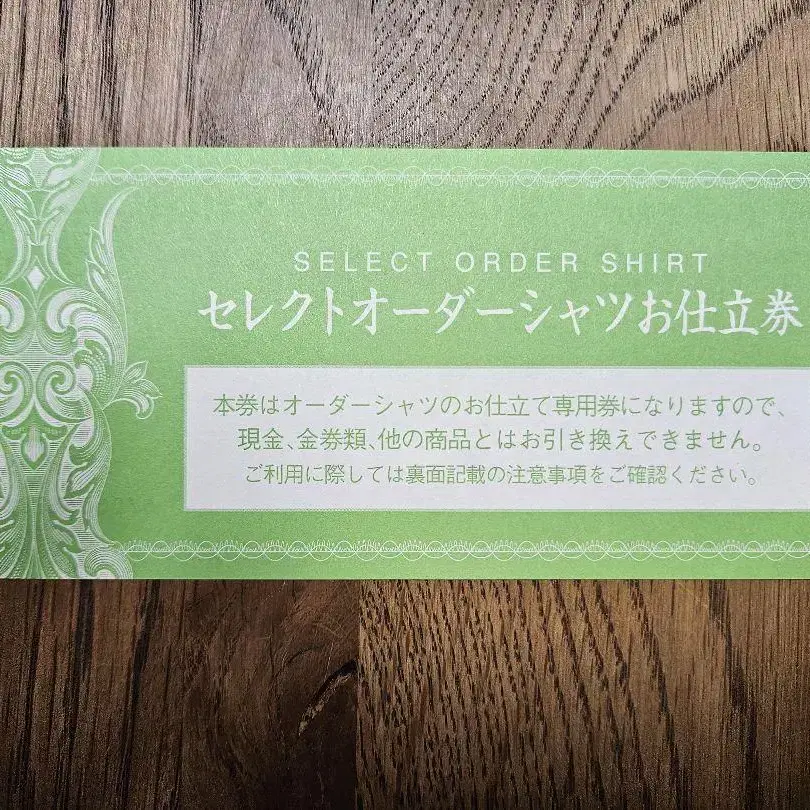 SELECT ORDER SHIRT
セレクトオーダーシャツお仕立券
本券はオーダーシャツのお仕立て専用券になりますので、
現金、金券類、他の商品とはお引き換えできません。
ご利用に際しては裏面記載の注意事項をご確認ください。